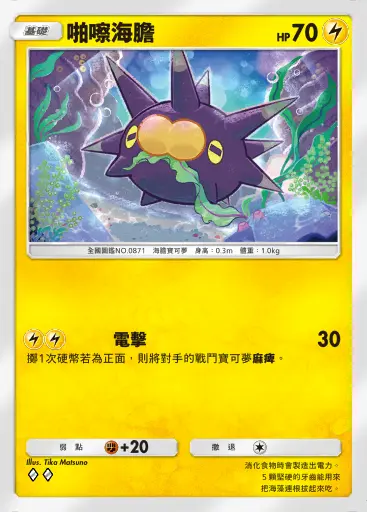 基礎 啪嚓海膽 HP 70
全國圖鑑NO.0871 海膽寶可夢 身高：0.3m 體重：1.0kg
電擊 30
擲1次硬幣若為正面，則將對手的戰鬥寶可夢麻痺。
弱點 +20 撤退
Illus. Tika Matsuno
消化食物時會製造出電力。
５顆堅硬的牙齒能用來
把海藻連根拔起來吃。